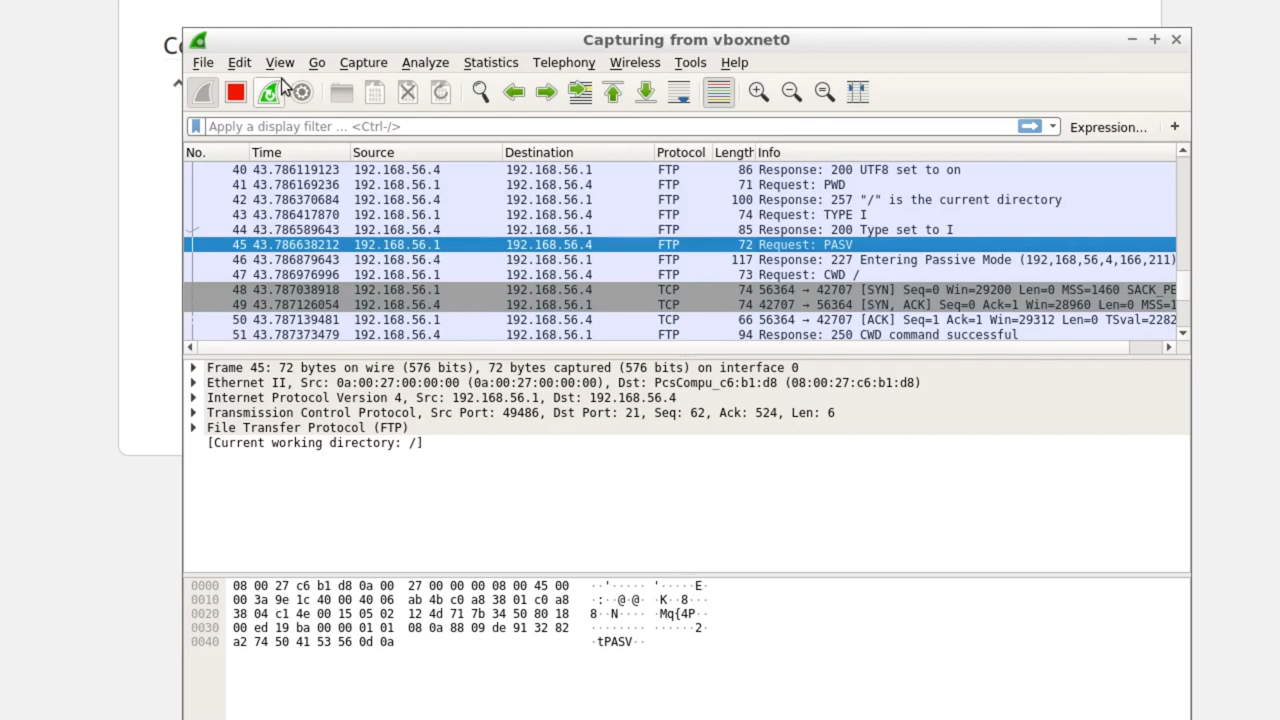 Capturing from vboxnet0
File Edit View Go Capture Analyze Statistics Telephony Wireless Tools Help
Apply a display filter ... <Ctrl-/> Expression... +
No. Time Source Destination Protocol Length Info
40 43.786119123 192.168.56.4 192.168.56.1 FTP 86 Response: 200 UTF8 set to on
41 43.786169236 192.168.56.1 192.168.56.4 FTP 71 Request: PWD
42 43.786370684 192.168.56.4 192.168.56.1 FTP 100 Response: 257 "/" is the current directory
43 43.786417870 192.168.56.1 192.168.56.4 FTP 74 Request: TYPE I
44 43.786589643 192.168.56.4 192.168.56.1 FTP 85 Response: 200 Type set to I
45 43.786638212 192.168.56.1 192.168.56.4 FTP 72 Request: PASV
46 43.786879643 192.168.56.4 192.168.56.1 FTP 117 Response: 227 Entering Passive Mode (192,168,56,4,166,211)
47 43.786976996 192.168.56.1 192.168.56.4 FTP 73 Request: CWD /
48 43.787038918 192.168.56.1 192.168.56.4 TCP 74 56364 → 42707 [SYN] Seq=0 Win=29200 Len=0 MSS=1460 SACK_PE
49 43.787126054 192.168.56.4 192.168.56.1 TCP 74 42707 → 56364 [SYN, ACK] Seq=0 Ack=1 Win=28960 Len=0 MSS=1
50 43.787139481 192.168.56.1 192.168.56.4 TCP 66 56364 → 42707 [ACK] Seq=1 Ack=1 Win=29312 Len=0 TSval=2282
51 43.787373479 192.168.56.4 192.168.56.1 FTP 94 Response: 250 CWD command successful
Frame 45: 72 bytes on wire (576 bits), 72 bytes captured (576 bits) on interface 0
Ethernet II, Src: 0a:00:27:00:00:00 (0a:00:27:00:00:00), Dst: PcsCompu_c6:b1:d8 (08:00:27:c6:b1:d8)
Internet Protocol Version 4, Src: 192.168.56.1, Dst: 192.168.56.4
Transmission Control Protocol, Src Port: 49486, Dst Port: 21, Seq: 62, Ack: 524, Len: 6
File Transfer Protocol (FTP)
[Current working directory: /]
0000 08 00 27 c6 b1 d8 0a 00 27 00 00 00 08 00 45 00 ··'····· '·····E·
0010 00 3a 9e 1c 40 00 40 06 ab 4b c0 a8 38 01 c0 a8 ·:··@·@· ·K··8···
0020 38 04 c1 4e 00 15 05 02 12 4d 71 7b 34 50 80 18 8··N···· ·Mq{4P··
0030 00 ed 19 ba 00 00 01 01 08 0a 88 09 de 91 32 82 ········ ······2·
0040 a2 74 50 41 53 56 0d 0a ·tPASV··